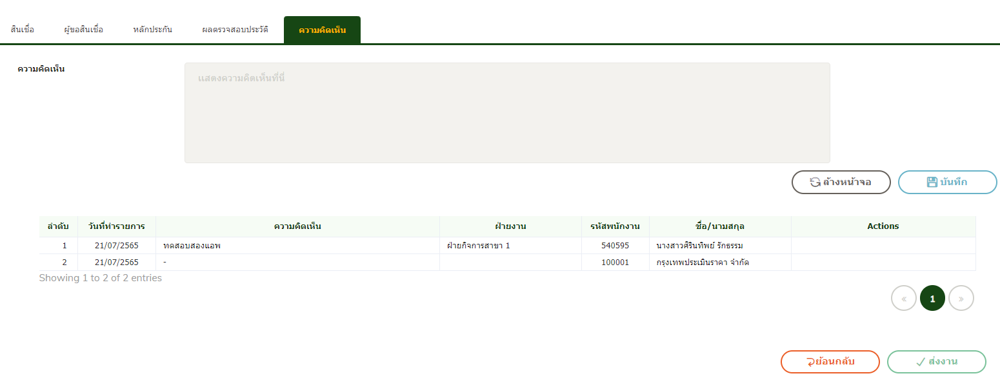 สินเชื่อ ผู้ขอสินเชื่อ หลักประกัน ผลตรวจสอบประวัติ ความคิดเห็น
ความคิดเห็น
แสดงความคิดเห็นที่นี่
ล้างหน้าจอ บันทึก
ลำดับ วันที่ทำรายการ ความคิดเห็น ฝ่ายงาน รหัสพนักงาน ชื่อ/นามสกุล Actions
1 21/07/2565 ทดสอบสองแอพ ฝ่ายกิจการสาขา 1 540595 นางสาวศิรินทิพย์ รักธรรม
2 21/07/2565 - 100001 กรุงเทพประเมินราคา จำกัด
Showing 1 to 2 of 2 entries
« 1 »
ย้อนกลับ ส่งงาน